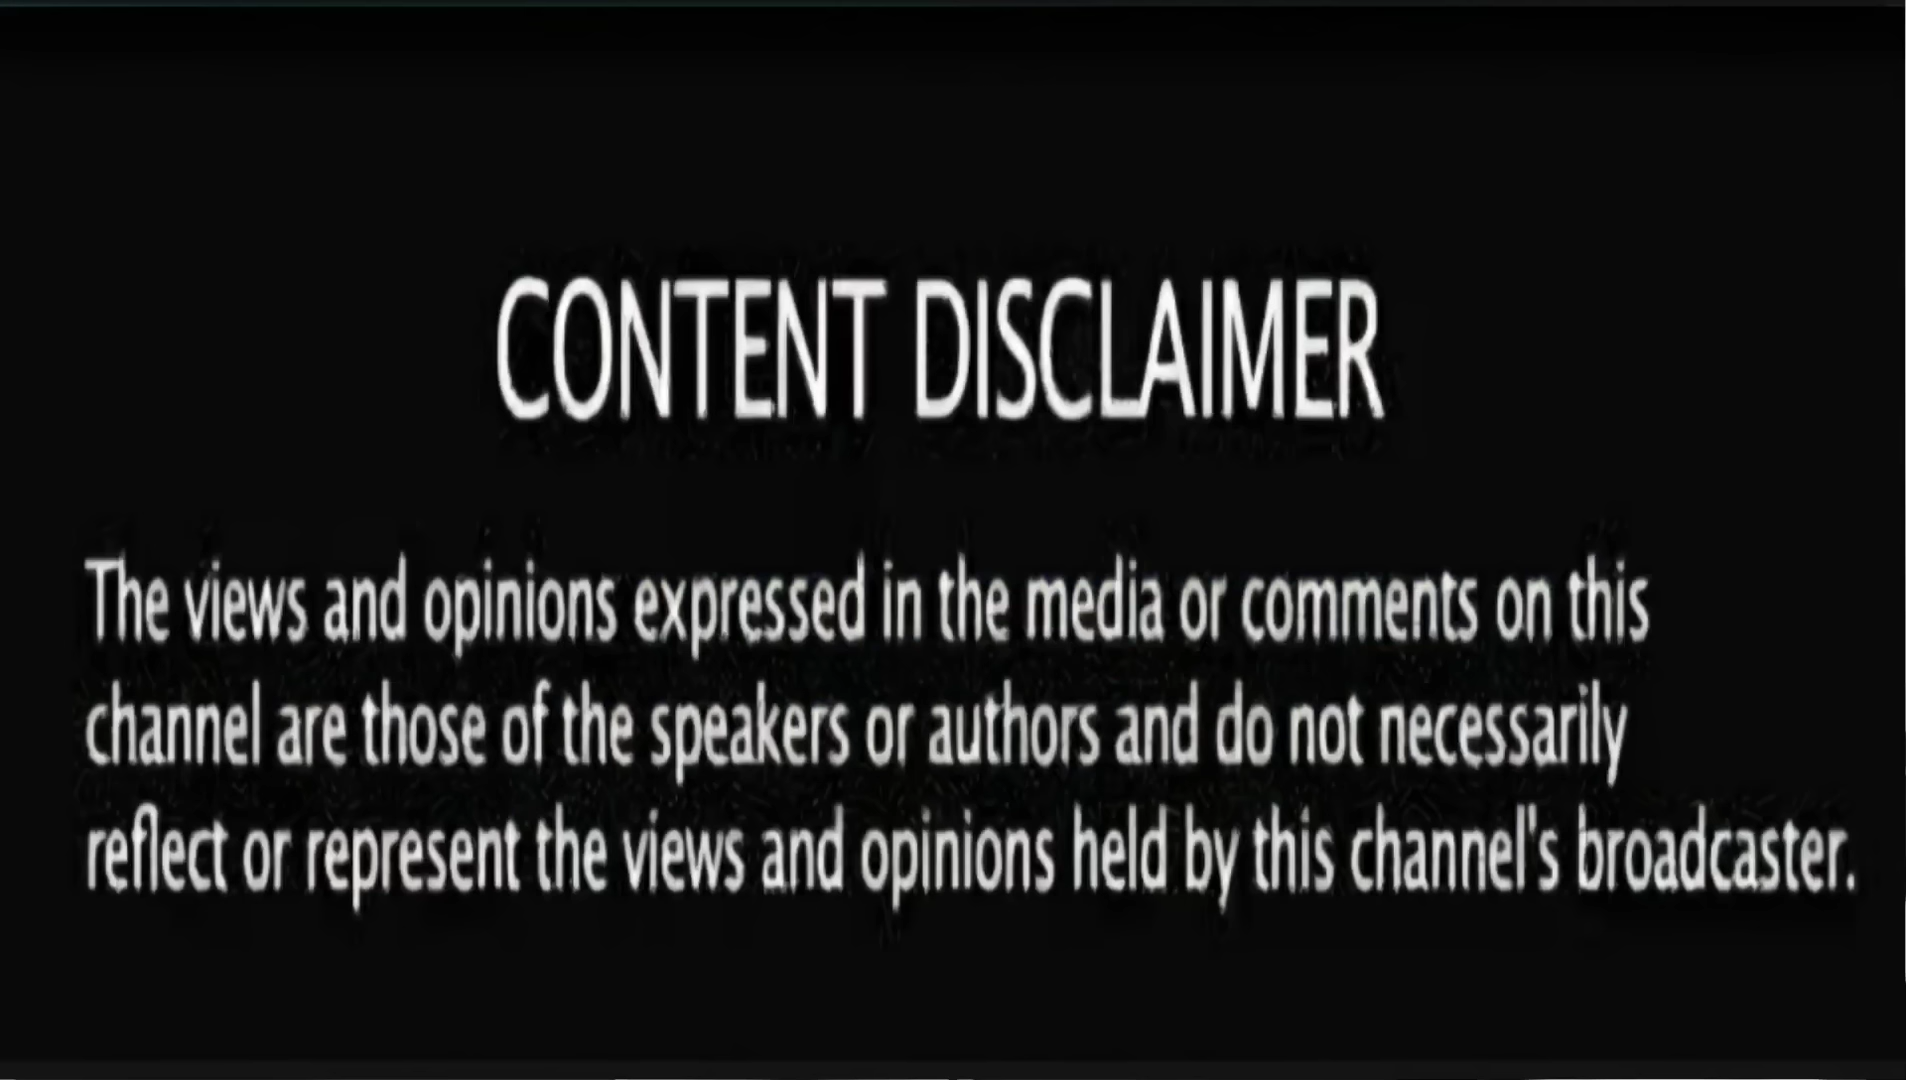 CONTENT DISCLAIMER
The views and opinions expressed in the media or comments on this
channel are those of the speakers or authors and do not necessarily
reflect or represent the views and opinions held by this channel's broadcaster.